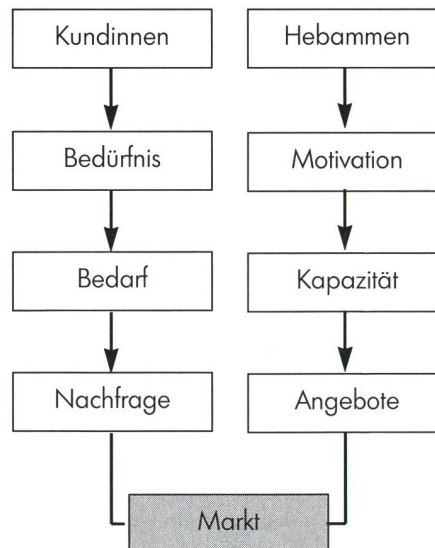 Kundinnen
Hebammen
Bedürfnis
Motivation
Bedarf
Kapazität
Nachfrage
Angebote
Markt